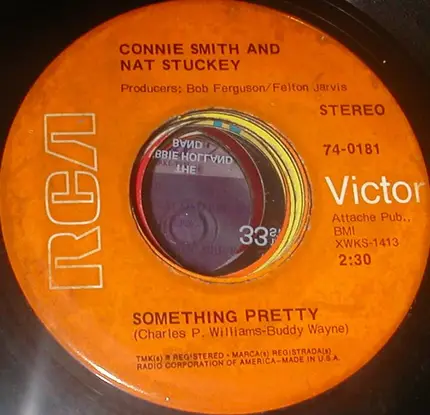 CONNIE SMITH AND
NAT STUCKEY
Producers; Bob Ferguson/Felton Jarvis
STEREO
74-0181
RCA
Victor
Attache Pub.,
BMI
XWKS-1413
2:30
BAND
BBIE HOLLAND
THE
33
SOMETHING PRETTY
(Charles P. Williams-Buddy Wayne)
TMK(s) ® REGISTERED - MARCA(s) REGISTRADA(s)
RADIO CORPORATION OF AMERICA-MADE IN U.S.A.